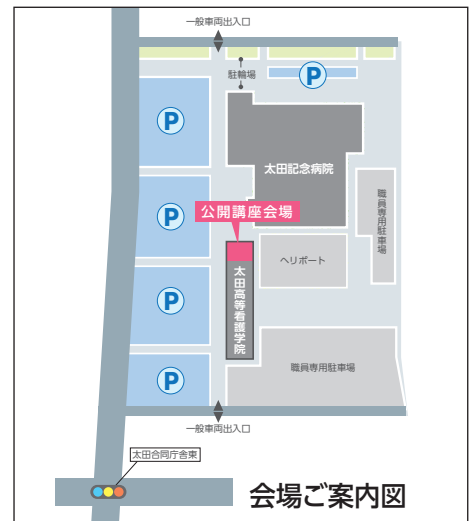 一般車両出入口
駐輪場
P
P
太田記念病院
職員専用駐車場
公開講座会場
P
ヘリポート
太田高等看護学院
P
職員専用駐車場
P
一般車両出入口
太田合同庁舎東
会場ご案内図